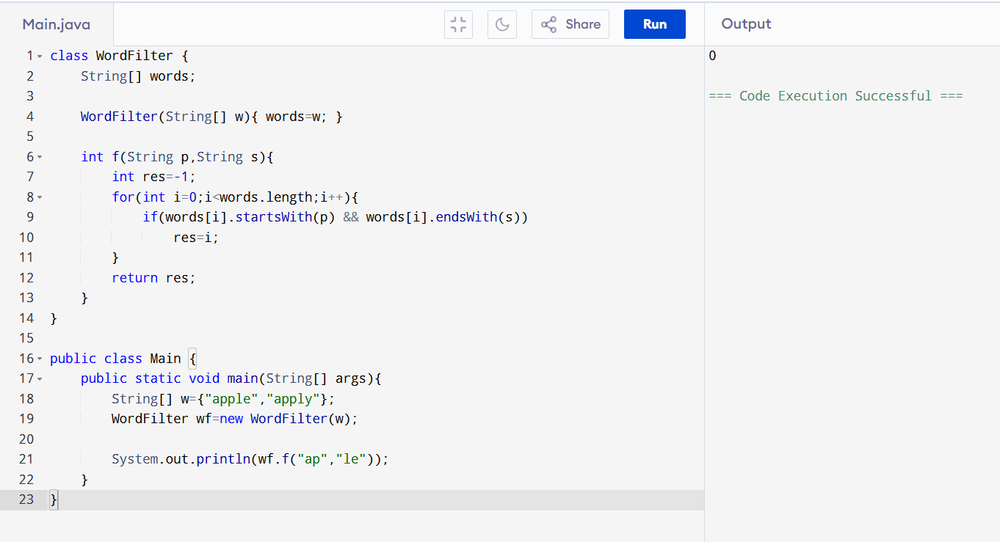 Main.java Share Run Output
1 class WordFilter {
2     String[] words;
3
4     WordFilter(String[] w){ words=w; }
5
6     int f(String p,String s){
7         int res=-1;
8         for(int i=0;i<words.length;i++){
9             if(words[i].startsWith(p) && words[i].endsWith(s))
10                 res=i;
11         }
12         return res;
13     }
14 }
15
16 public class Main {
17     public static void main(String[] args){
18         String[] w={"apple","apply"};
19         WordFilter wf=new WordFilter(w);
20
21         System.out.println(wf.f("ap","le"));
22     }
23 }
0
=== Code Execution Successful ===